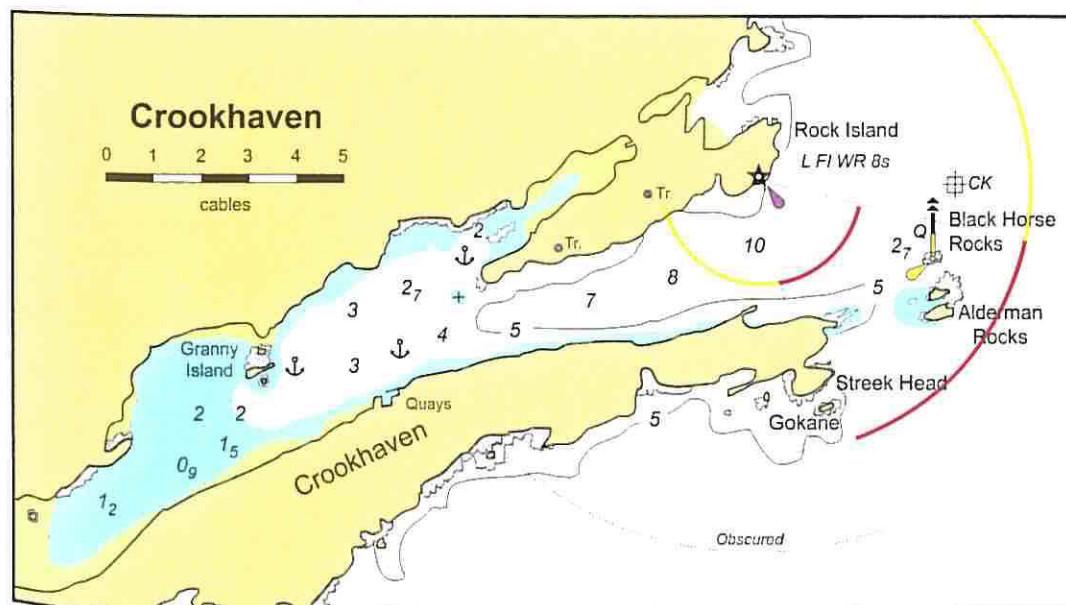 Crookhaven
0 1 2 3 4 5
cables
Rock Island
L Fl WR 8s
Tr.
CK
Q
Black Horse
Rocks
2
10
2₇
Tr.
8
2₇
3
7
5
Alderman
Rocks
5
4
Granny
Island
3
Streek Head
Quays
5
Gokane
2
2
Crookhaven
1₅
0₉
1₂
Obscured